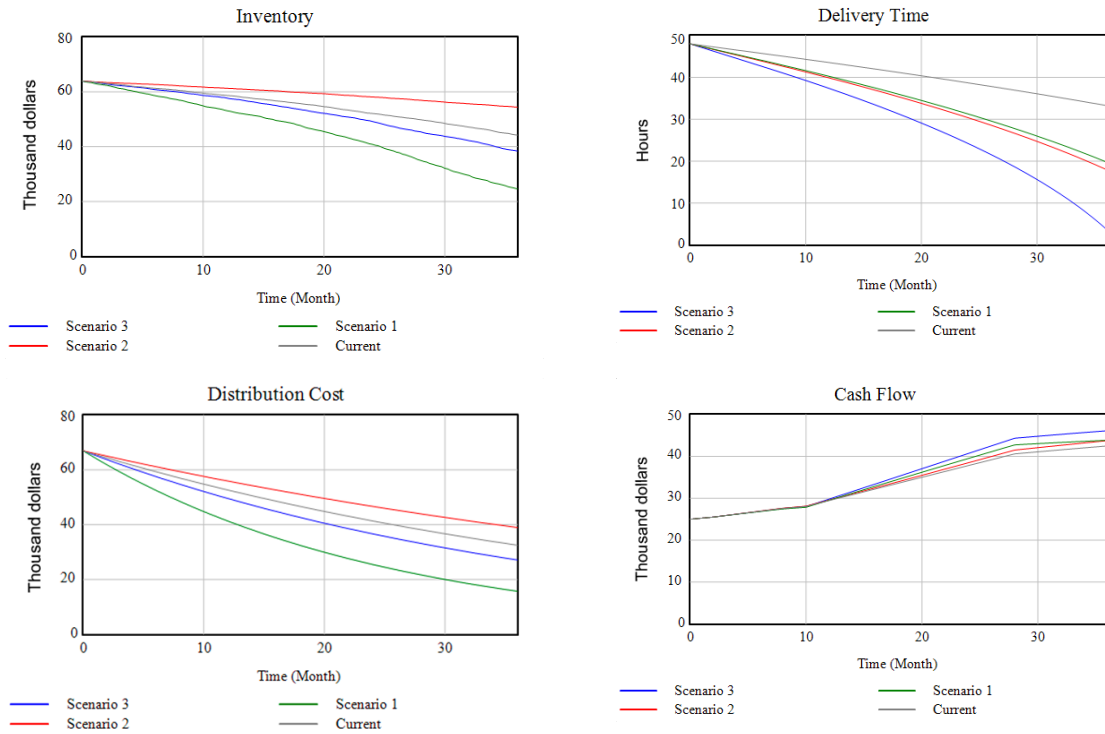 Inventory
80
60
40
20
0
Thousand dollars
0 10 20 30
Time (Month)
Scenario 3 Scenario 1
Scenario 2 Current
Delivery Time
50
40
30
20
10
0
Hours
0 10 20 30
Time (Month)
Scenario 3 Scenario 1
Scenario 2 Current
Distribution Cost
80
60
40
20
0
Thousand dollars
0 10 20 30
Time (Month)
Scenario 3 Scenario 1
Scenario 2 Current
Cash Flow
50
40
30
20
10
0
Thousand dollars
0 10 20 30
Time (Month)
Scenario 3 Scenario 1
Scenario 2 Current